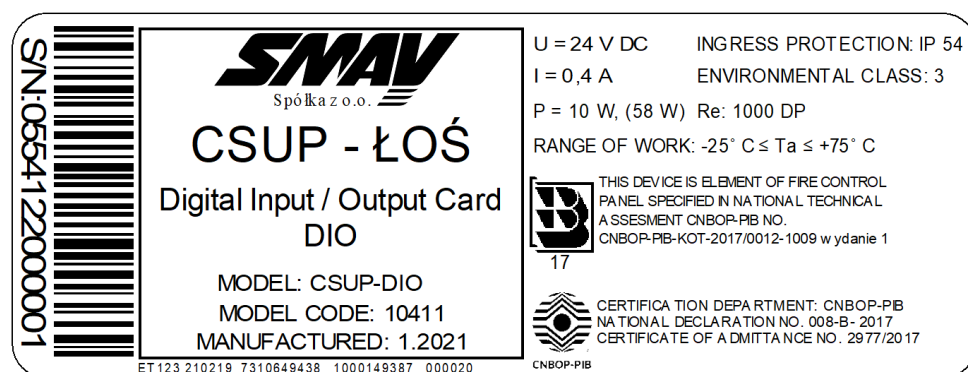 S/N:0554122000001
SMAY
Spółka z o.o.
CSUP - ŁOŚ
Digital Input / Output Card
DIO
MODEL: CSUP-DIO
MODEL CODE: 10411
MANUFACTURED: 1.2021
ET123 210219 7310649438 1000149387 000020
U = 24 V DC INGRESS PROTECTION: IP 54
I = 0,4 A ENVIRONMENTAL CLASS: 3
P = 10 W, (58 W) Re: 1000 DP
RANGE OF WORK: -25° C ≤ Ta ≤ +75° C
THIS DEVICE IS ELEMENT OF FIRE CONTROL
PANEL SPECIFIED IN NATIONAL TECHNICAL
ASSESMENT CNBOP-PIB NO.
CNBOP-PIB-KOT-2017/0012-1009 wydanie 1
17
CERTIFICATION DEPARTMENT: CNBOP-PIB
NATIONAL DECLARATION NO. 008-B- 2017
CERTIFICATE OF ADMITTANCE NO. 2977/2017
CNBOP-PIB